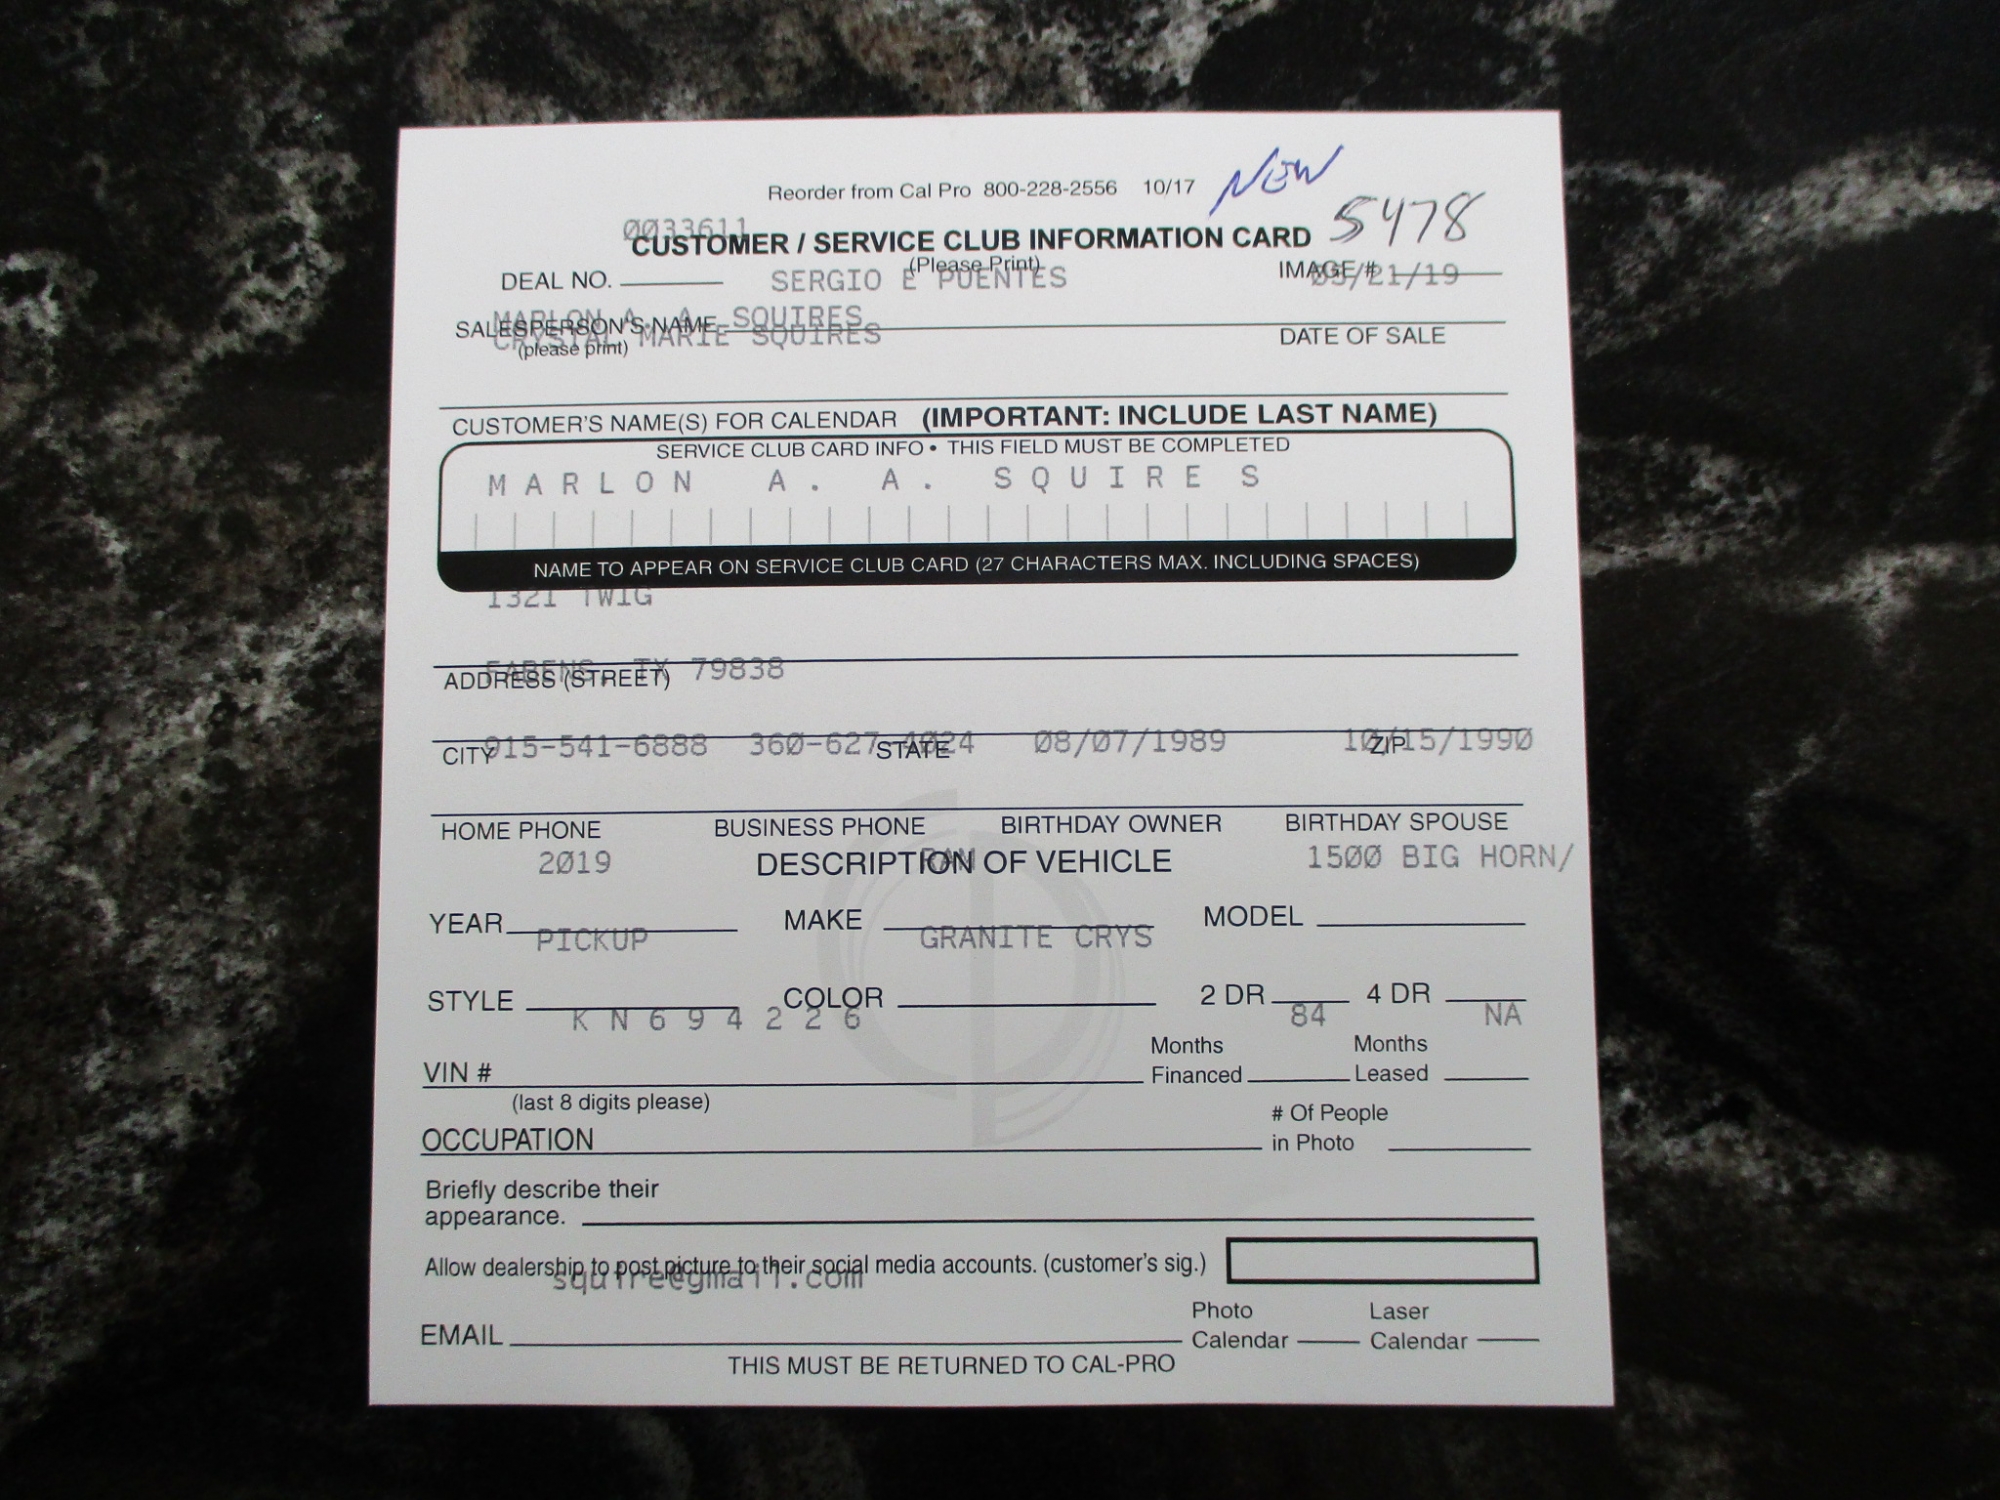 Reorder from Cal Pro 800-228-2556 10/17 NEW
0033611
CUSTOMER / SERVICE CLUB INFORMATION CARD 5478
(Please Print)
DEAL NO. SERGIO E PUENTES IMAGE # /21/19
MARLON A. A. SQUIRES
SALESPERSON'S NAME
CRYSTAL MARIE SQUIRES
(please print) DATE OF SALE
CUSTOMER'S NAME(S) FOR CALENDAR (IMPORTANT: INCLUDE LAST NAME)
SERVICE CLUB CARD INFO • THIS FIELD MUST BE COMPLETED
MARLON A. A. SQUIRES
NAME TO APPEAR ON SERVICE CLUB CARD (27 CHARACTERS MAX. INCLUDING SPACES)
1321 TWIG
FABENS, TX 79838
ADDRESS (STREET)
915-541-6888 360-627-4024 08/07/1989 10/15/1990
CITY STATE ZIP
HOME PHONE BUSINESS PHONE BIRTHDAY OWNER BIRTHDAY SPOUSE
2019 RAM 1500 BIG HORN/
DESCRIPTION OF VEHICLE
YEAR MAKE MODEL
PICKUP GRANITE CRYS
STYLE COLOR 2 DR 4 DR
KN694226 84 NA
VIN # Months Financed Months Leased
(last 8 digits please)
OCCUPATION # Of People in Photo
Briefly describe their
appearance.
Allow dealership to post picture to their social media accounts. (customer's sig.)
squire@gmail.com
EMAIL Photo Calendar Laser Calendar
THIS MUST BE RETURNED TO CAL-PRO